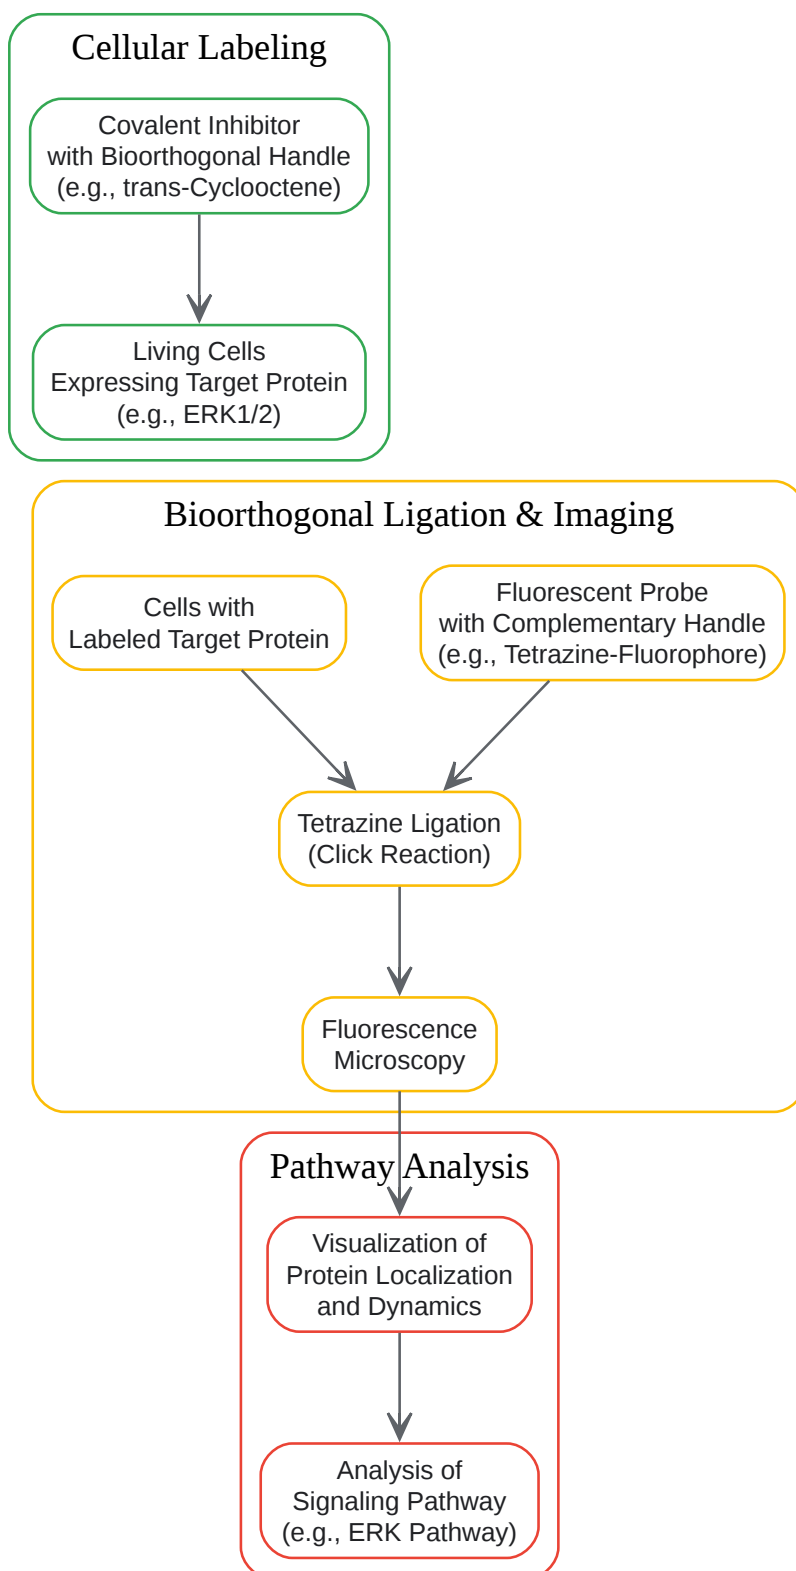 Cellular Labeling
Covalent Inhibitor
with Bioorthogonal Handle
(e.g., trans-Cyclooctene)
Living Cells
Expressing Target Protein
(e.g., ERK1/2)
Bioorthogonal Ligation & Imaging
Cells with
Labeled Target Protein
Fluorescent Probe
with Complementary Handle
(e.g., Tetrazine-Fluorophore)
Tetrazine Ligation
(Click Reaction)
Fluorescence
Microscopy
Pathway Analysis
Visualization of
Protein Localization
and Dynamics
Analysis of
Signaling Pathway
(e.g., ERK Pathway)